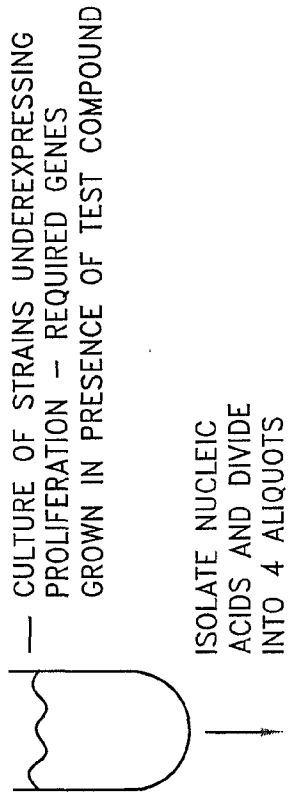 — CULTURE OF STRAINS UNDEREXPRESSING
PROLIFERATION — REQUIRED GENES
GROWN IN PRESENCE OF TEST COMPOUND
ISOLATE NUCLEIC
ACIDS AND DIVIDE
INTO 4 ALIQUOTS